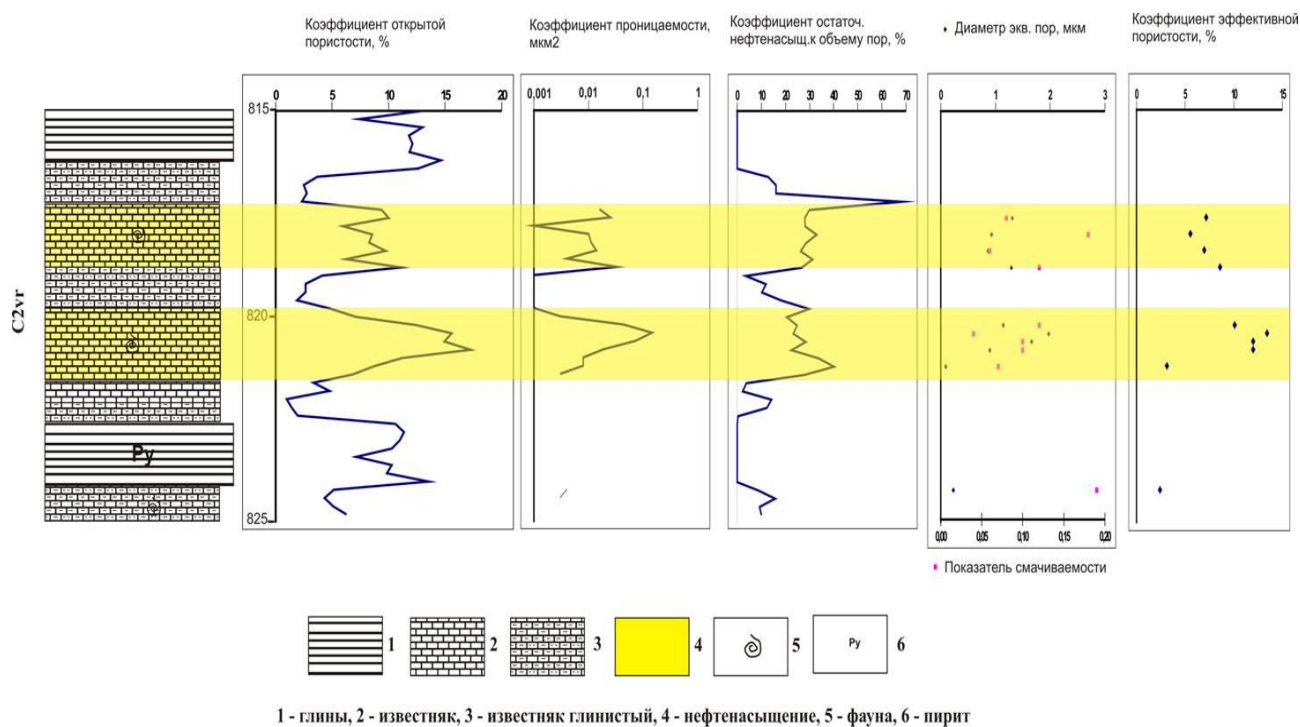 Коэффициент открытой
пористости, %
Коэффициент проницаемости,
мкм2
Коэффициент остаточ.
нефтенасыщ.к объему пор, %
Диаметр экв. пор, мкм
Коэффициент эффективной
пористости, %
0 5 10 15 20
0,001 0,01 0,1 1
0 10 20 30 40 50 60 70
0 1 2 3
0 5 10 15
815
820
825
C2vr
Py
0,00 0,05 0,10 0,15 0,20
Показатель смачиваемости
1
2
3
4
5
Py 6
1 - глины, 2 - известняк, 3 - известняк глинистый, 4 - нефтенасыщение, 5 - фауна, 6 - пирит